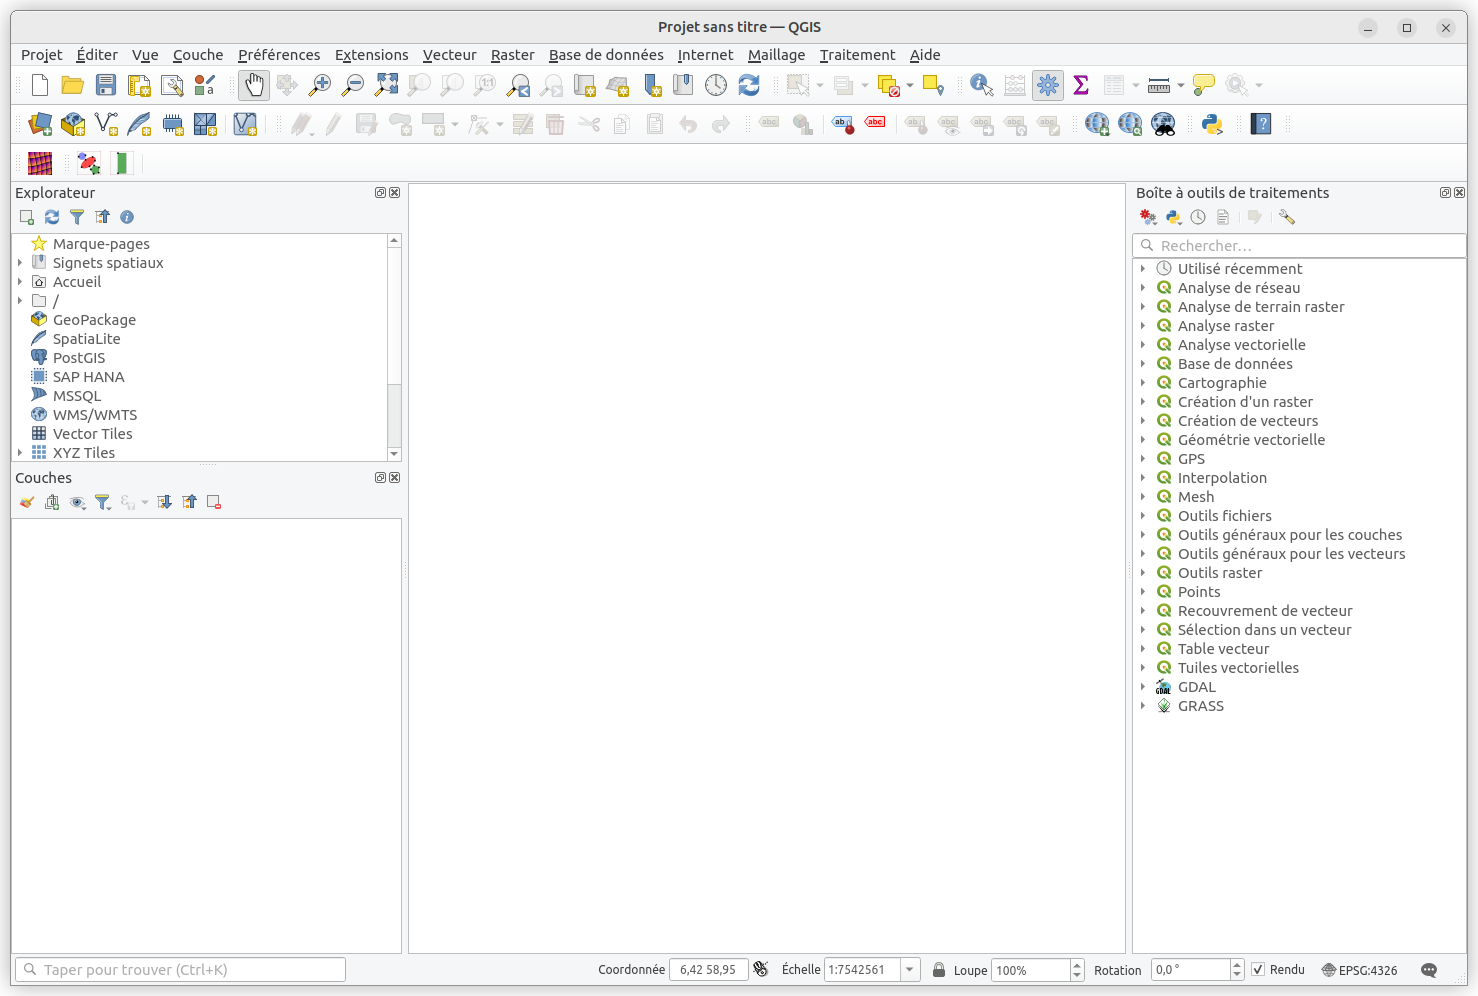 Projet sans titre — QGIS
Projet Éditer Vue Couche Préférences Extensions Vecteur Raster Base de données Internet Maillage Traitement Aide
1:1
a
abc
ab
abc
abc
Explorateur
Marque-pages
Signets spatiaux
Accueil
/
GeoPackage
SpatiaLite
PostGIS
SAP HANA
MSSQL
WMS/WMTS
Vector Tiles
XYZ Tiles
Couches
Boîte à outils de traitements
Rechercher…
Utilisé récemment
Analyse de réseau
Analyse de terrain raster
Analyse raster
Analyse vectorielle
Base de données
Cartographie
Création d'un raster
Création de vecteurs
Géométrie vectorielle
GPS
Interpolation
Mesh
Outils fichiers
Outils généraux pour les couches
Outils généraux pour les vecteurs
Outils raster
Points
Recouvrement de vecteur
Sélection dans un vecteur
Table vecteur
Tuiles vectorielles
GDAL
GRASS
Taper pour trouver (Ctrl+K) Coordonnée 6,42 58,95 Échelle 1:7542561 Loupe 100% Rotation 0,0 ° Rendu EPSG:4326